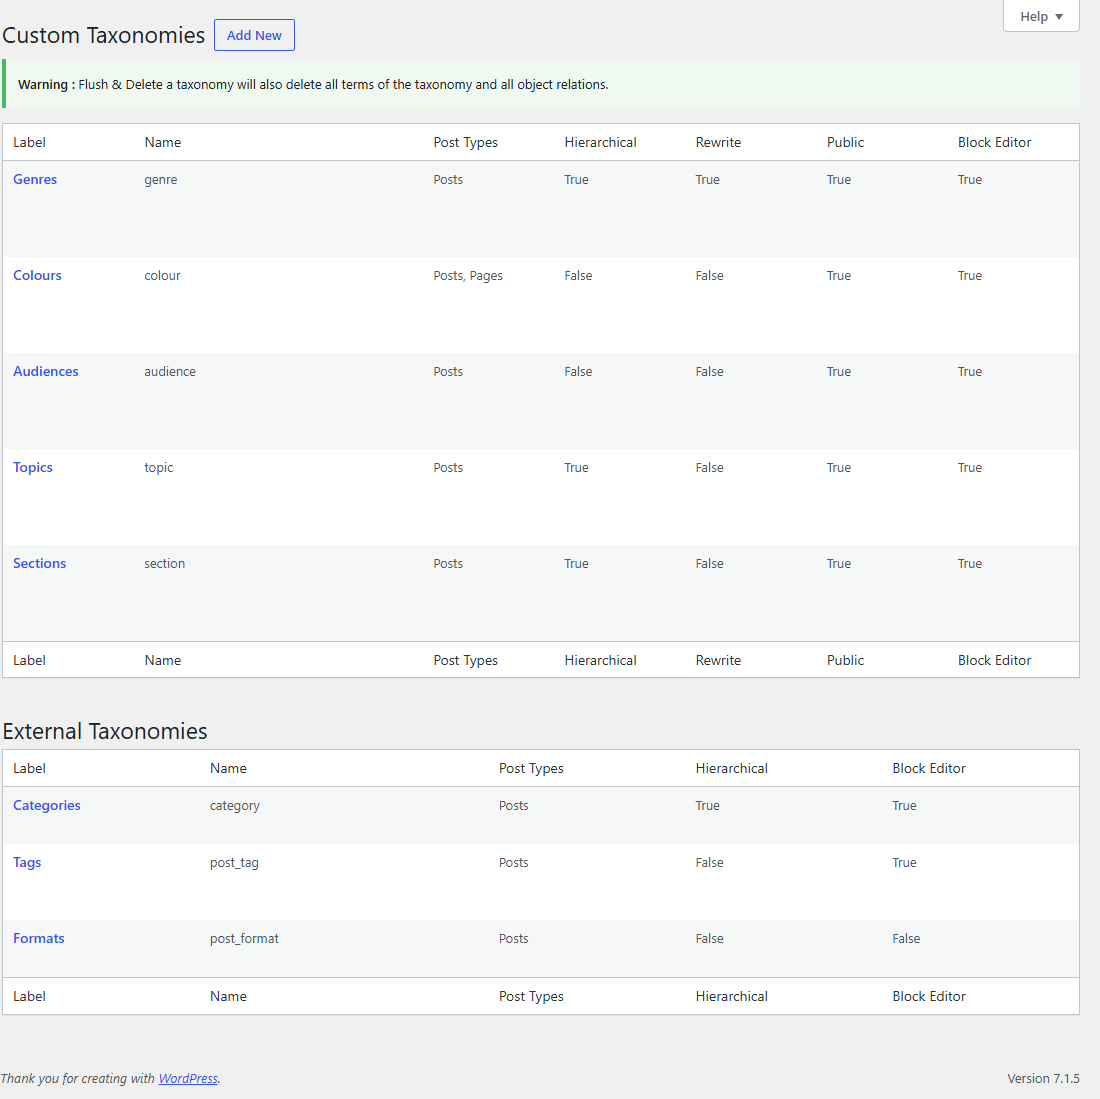 Help ▼
Custom Taxonomies Add New
Warning : Flush & Delete a taxonomy will also delete all terms of the taxonomy and all object relations.
Label Name Post Types Hierarchical Rewrite Public Block Editor
Genres genre Posts True True True True
Colours colour Posts, Pages False False True True
Audiences audience Posts False False True True
Topics topic Posts True False True True
Sections section Posts True False True True
Label Name Post Types Hierarchical Rewrite Public Block Editor
External Taxonomies
Label Name Post Types Hierarchical Block Editor
Categories category Posts True True
Tags post_tag Posts False True
Formats post_format Posts False False
Label Name Post Types Hierarchical Block Editor
Thank you for creating with WordPress. Version 7.1.5